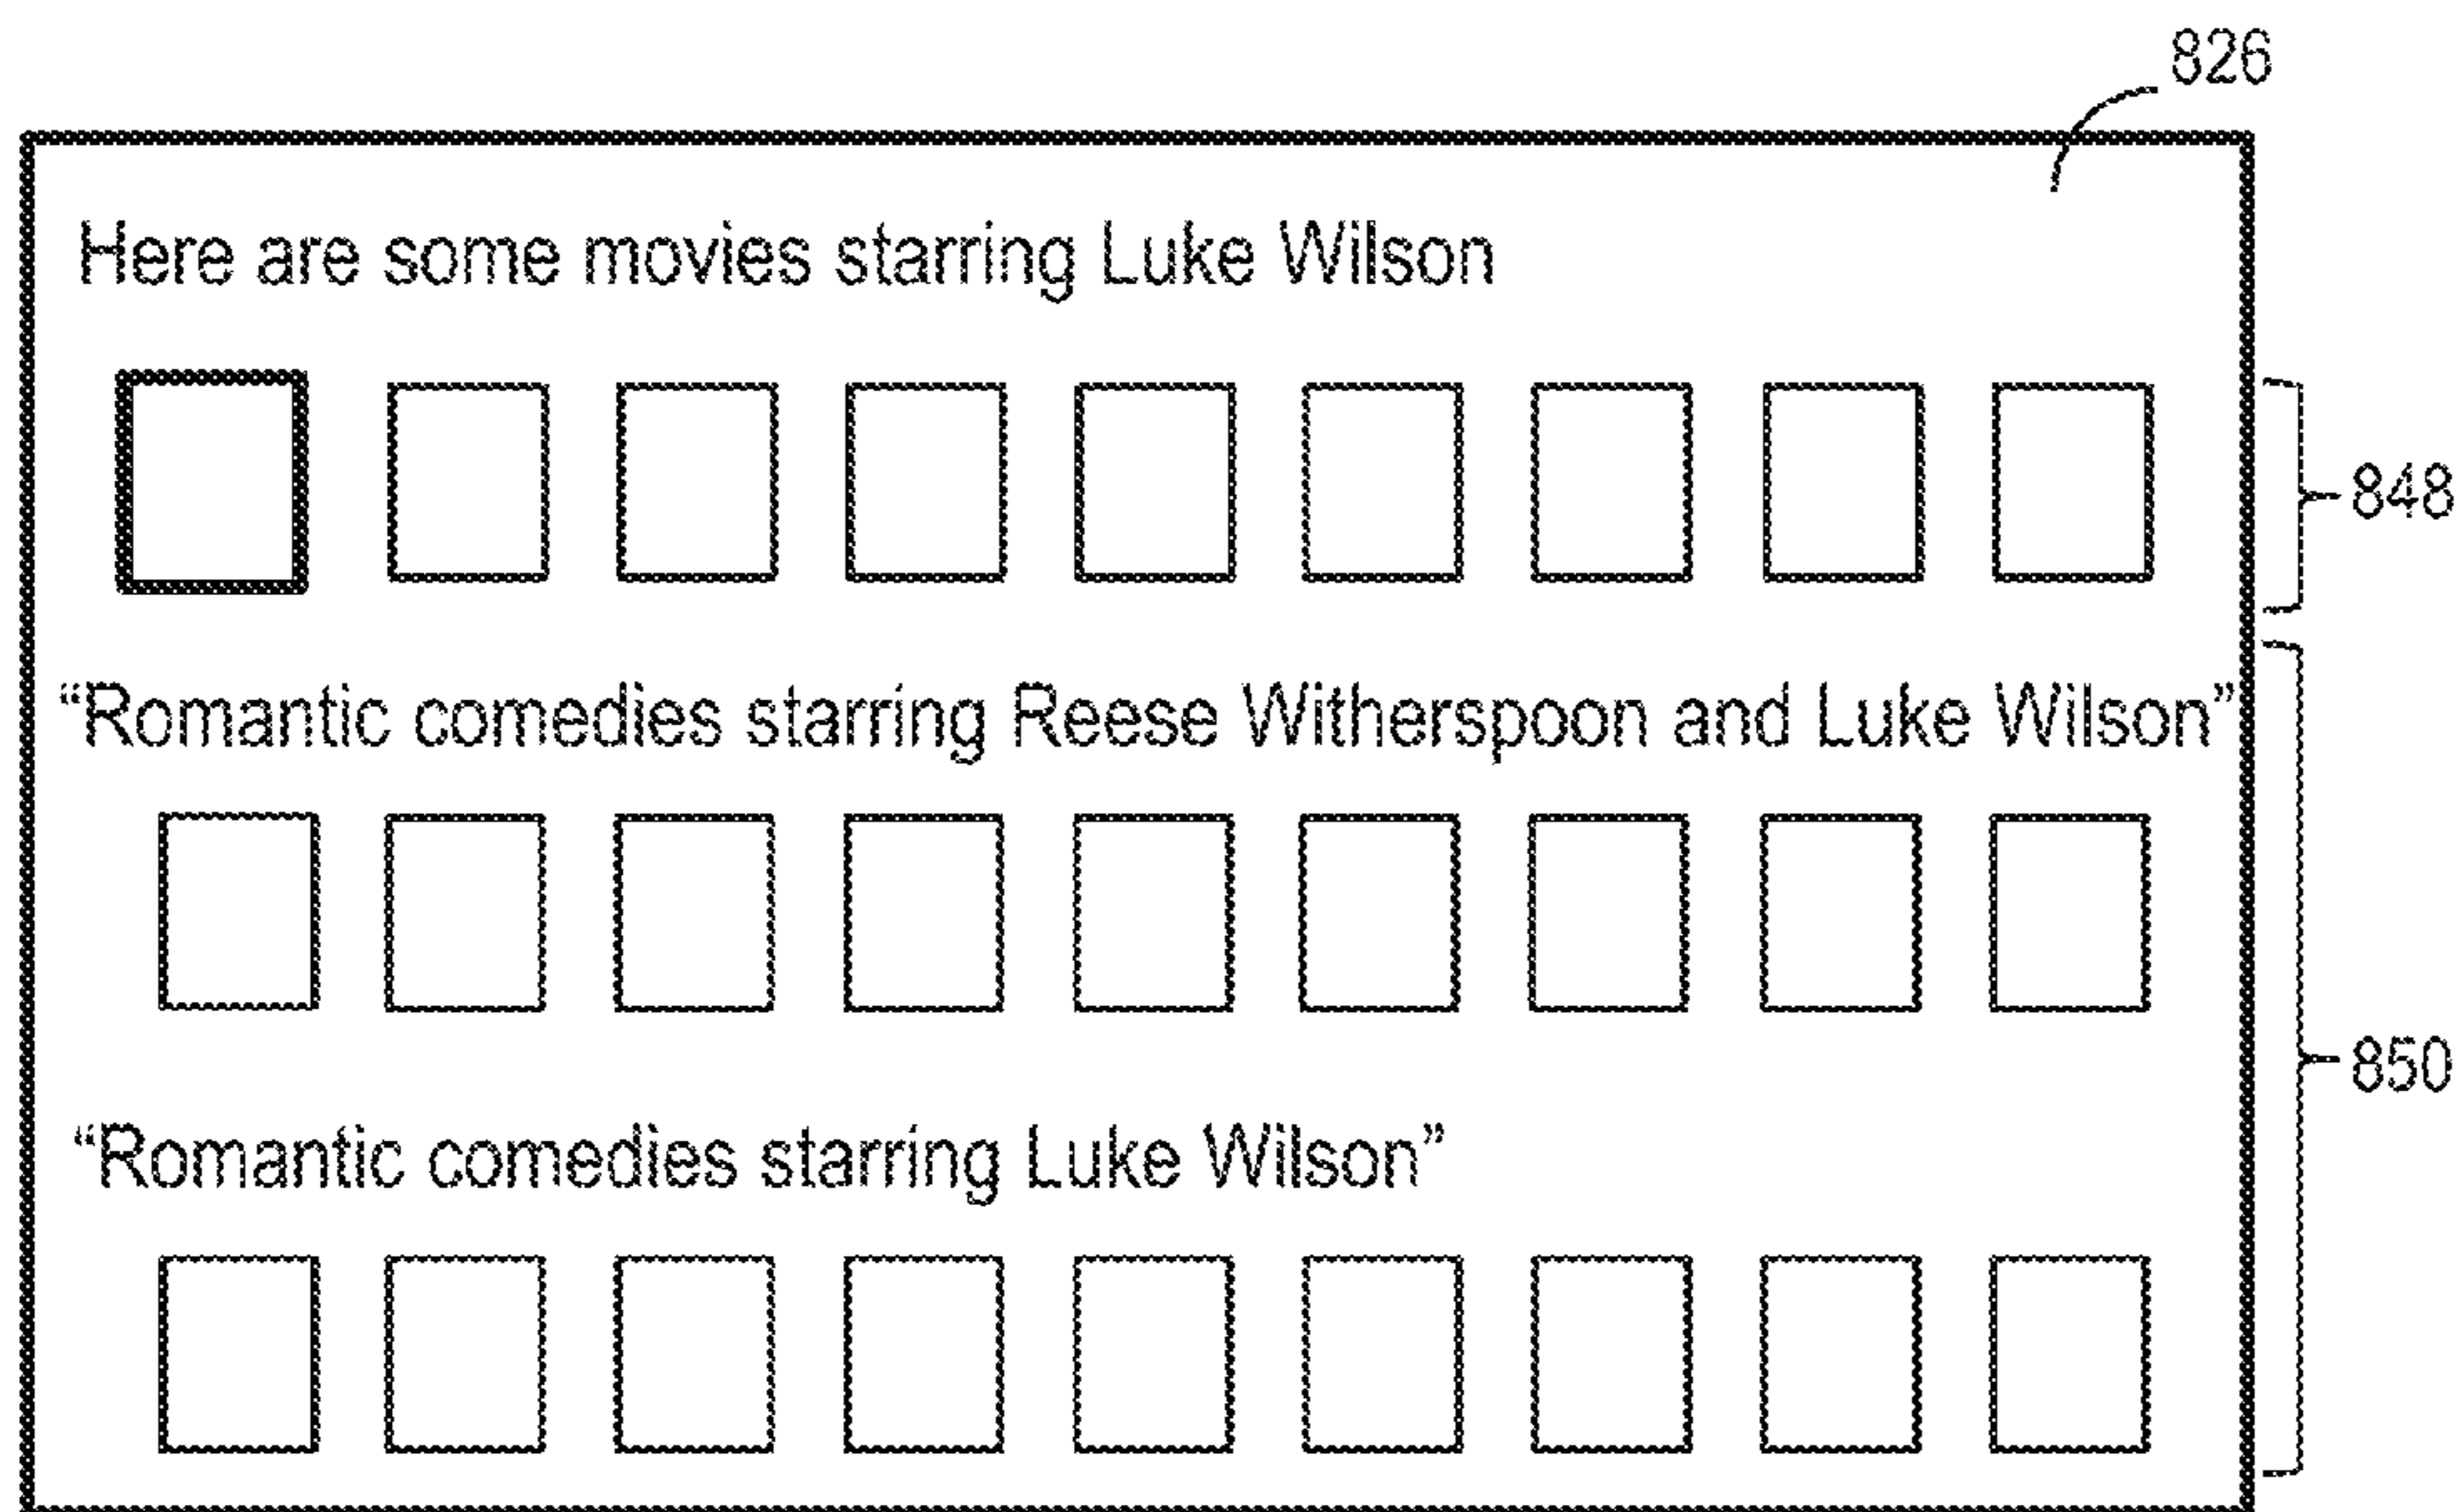 826
Here are some movies starring Luke Wilson
848
“Romantic comedies starring Reese Witherspoon and Luke Wilson”
850
“Romantic comedies starring Luke Wilson”